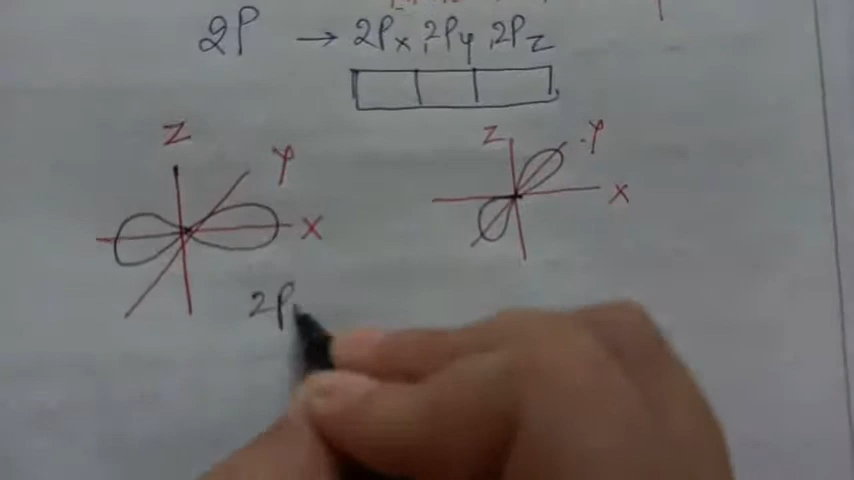 2P → 2Px, 2Py, 2Pz
Z Y X
Z Y X
2P